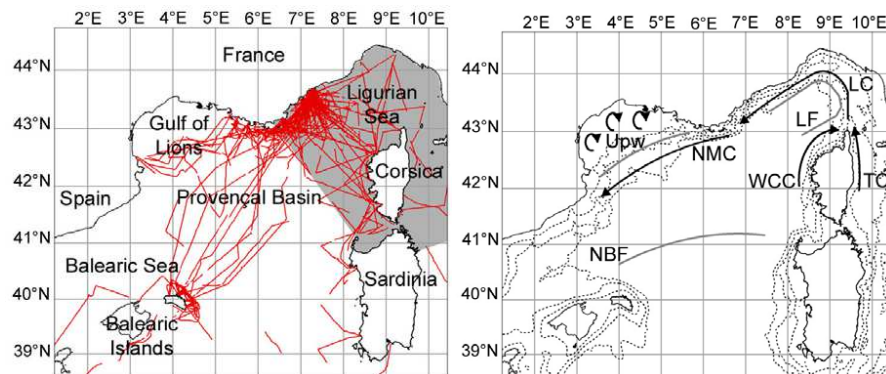 2°E 3°E 4°E 5°E 6°E 7°E 8°E 9°E 10°E
44°N
43°N
42°N
41°N
40°N
39°N
France
Ligurian
Sea
Gulf of
Lions
Corsica
Spain
Provençal Basin
Balearic Sea
Sardinia
Balearic
Islands
2°E 3°E 4°E 5°E 6°E 7°E 8°E 9°E 10°E
44°N
43°N
42°N
41°N
40°N
39°N
LC
LF
Upw
NMC
WCC
TC
NBF